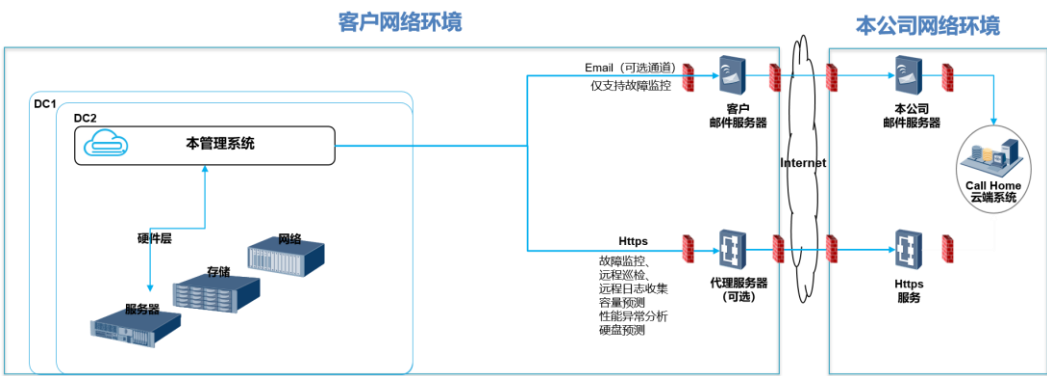 客户网络环境
本公司网络环境
DC1
DC2
本管理系统
硬件层
网络
存储
服务器
Email（可选通道）
仅支持故障监控
客户
邮件服务器
Internet
本公司
邮件服务器
Call Home
云端系统
Https
故障监控、
远程巡检、
远程日志收集
容量预测
性能异常分析
硬盘预测
代理服务器
(可选)
Https
服务